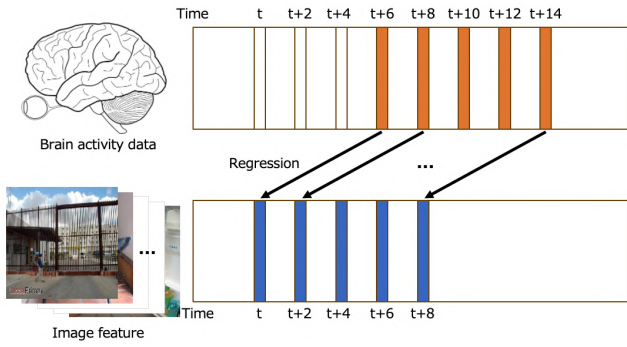 Time t t+2 t+4 t+6 t+8 t+10 t+12 t+14
Brain activity data
Regression
...
...
Time t t+2 t+4 t+6 t+8
Image feature